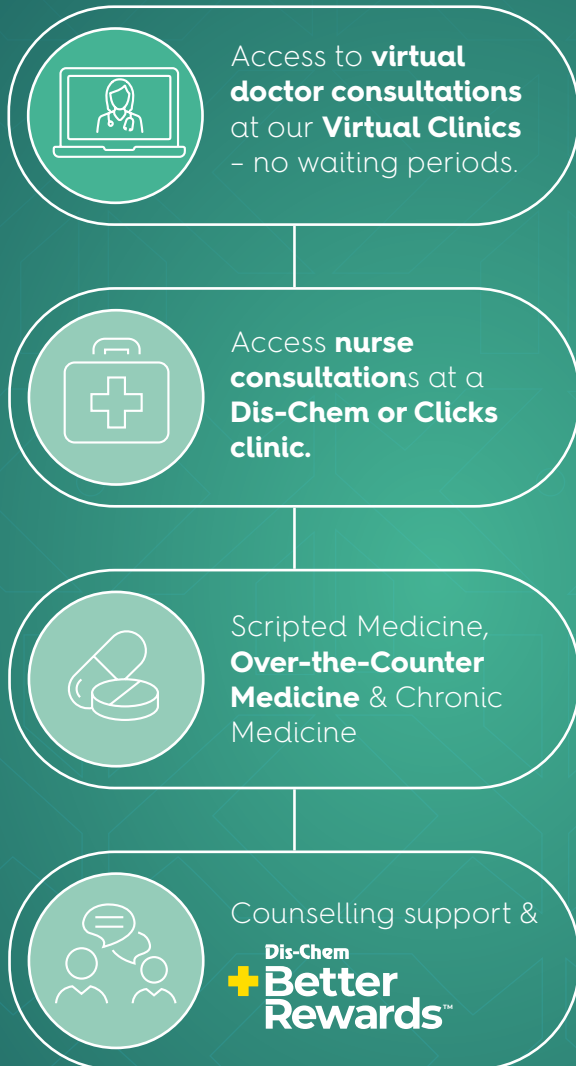 Access to virtual
doctor consultations
at our Virtual Clinics
– no waiting periods.
Access nurse
consultations at a
Dis-Chem or Clicks
clinic.
Scripted Medicine,
Over-the-Counter
Medicine & Chronic
Medicine
Counselling support &
Dis-Chem
Better
Rewards™